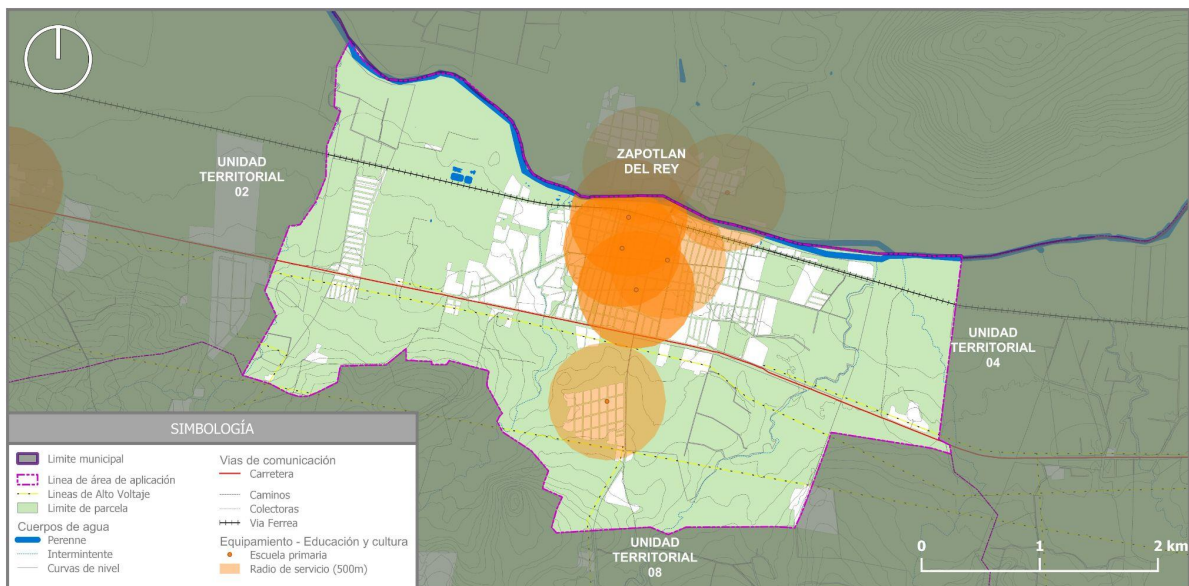 ZAPOTLAN
DEL REY
UNIDAD
TERRITORIAL
02
UNIDAD
TERRITORIAL
04
UNIDAD
TERRITORIAL
08
SIMBOLOGÍA
Limite municipal
Linea de área de aplicación
Lineas de Alto Voltaje
Limite de parcela
Cuerpos de agua
Perenne
Intermintente
Curvas de nivel
Vias de comunicación
Carretera
Caminos
Colectoras
Via Ferrea
Equipamiento - Educación y cultura
Escuela primaria
Radio de servicio (500m)
0 1 2 km